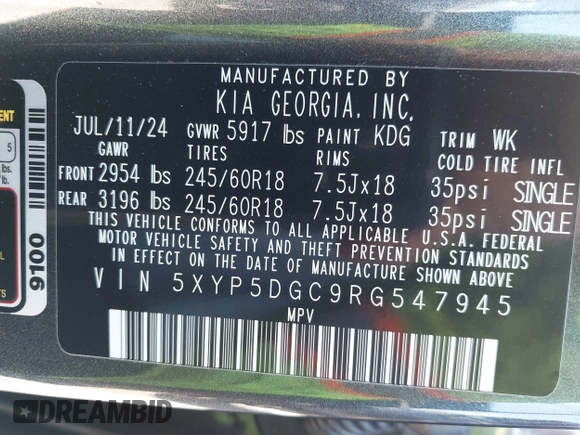 MANUFACTURED BY
KIA GEORGIA, INC.
JUL/11/24 GVWR 5917 lbs PAINT KDG TRIM WK
GAWR TIRES RIMS COLD TIRE INFL
FRONT 2954 lbs 245/60R18 7.5Jx18 35psi SINGLE
REAR 3196 lbs 245/60R18 7.5Jx18 35psi SINGLE
THIS VEHICLE CONFORMS TO ALL APPLICABLE U.S.A. FEDERAL
MOTOR VEHICLE SAFETY AND THEFT PREVENTION STANDARDS
IN EFFECT ON THE DATE OF MANUFACTURE SHOWN ABOVE
VIN 5XYP5DGC9RG547945
MPV
5
lbs.
lb.
9100
DREAMBID